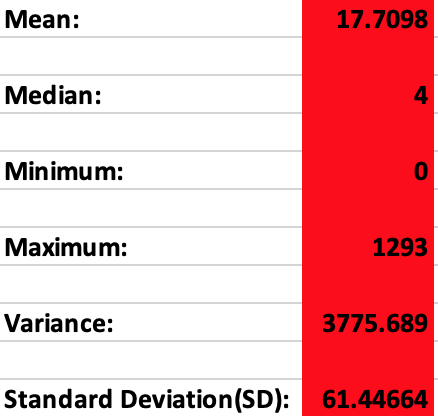 Mean: 17.7098
Median: 4
Minimum: 0
Maximum: 1293
Variance: 3775.689
Standard Deviation(SD): 61.44664